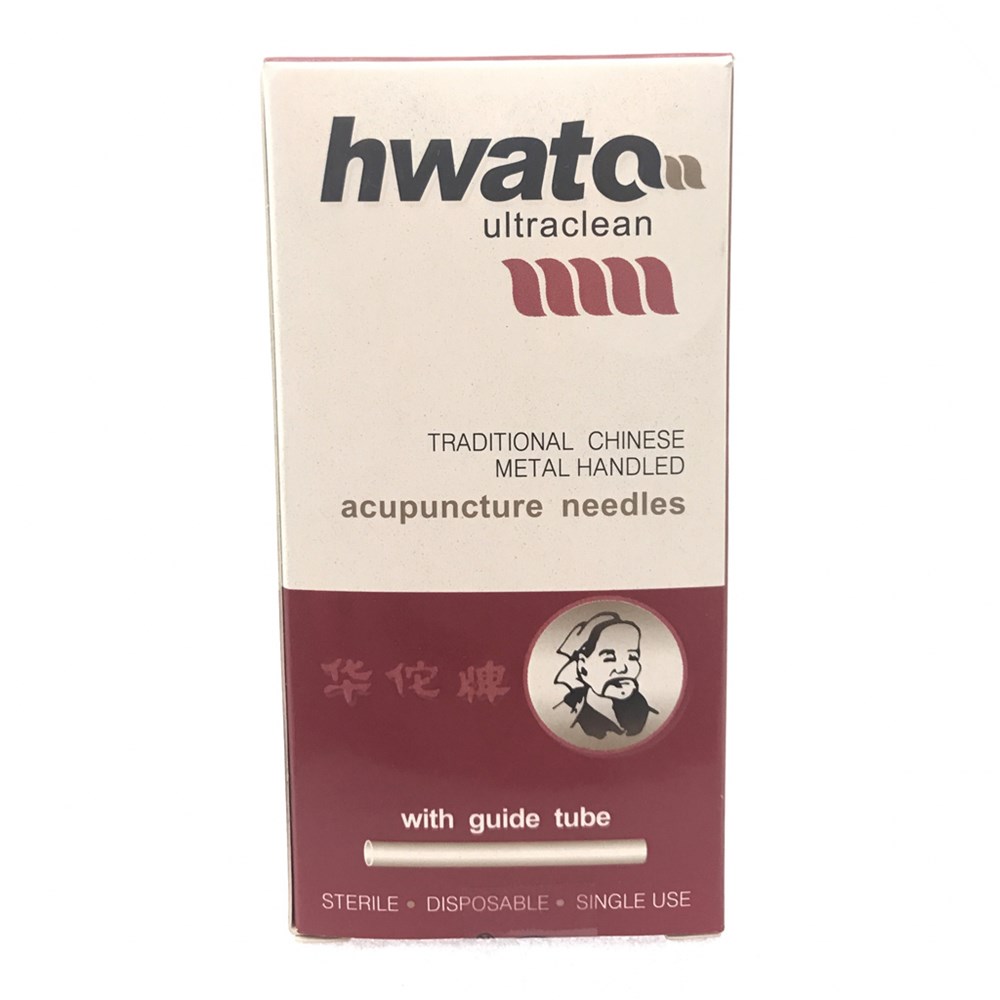 hwato
ultraclean
TRADITIONAL CHINESE
METAL HANDLED
acupuncture needles
华佗牌
with guide tube
STERILE • DISPOSABLE • SINGLE USE